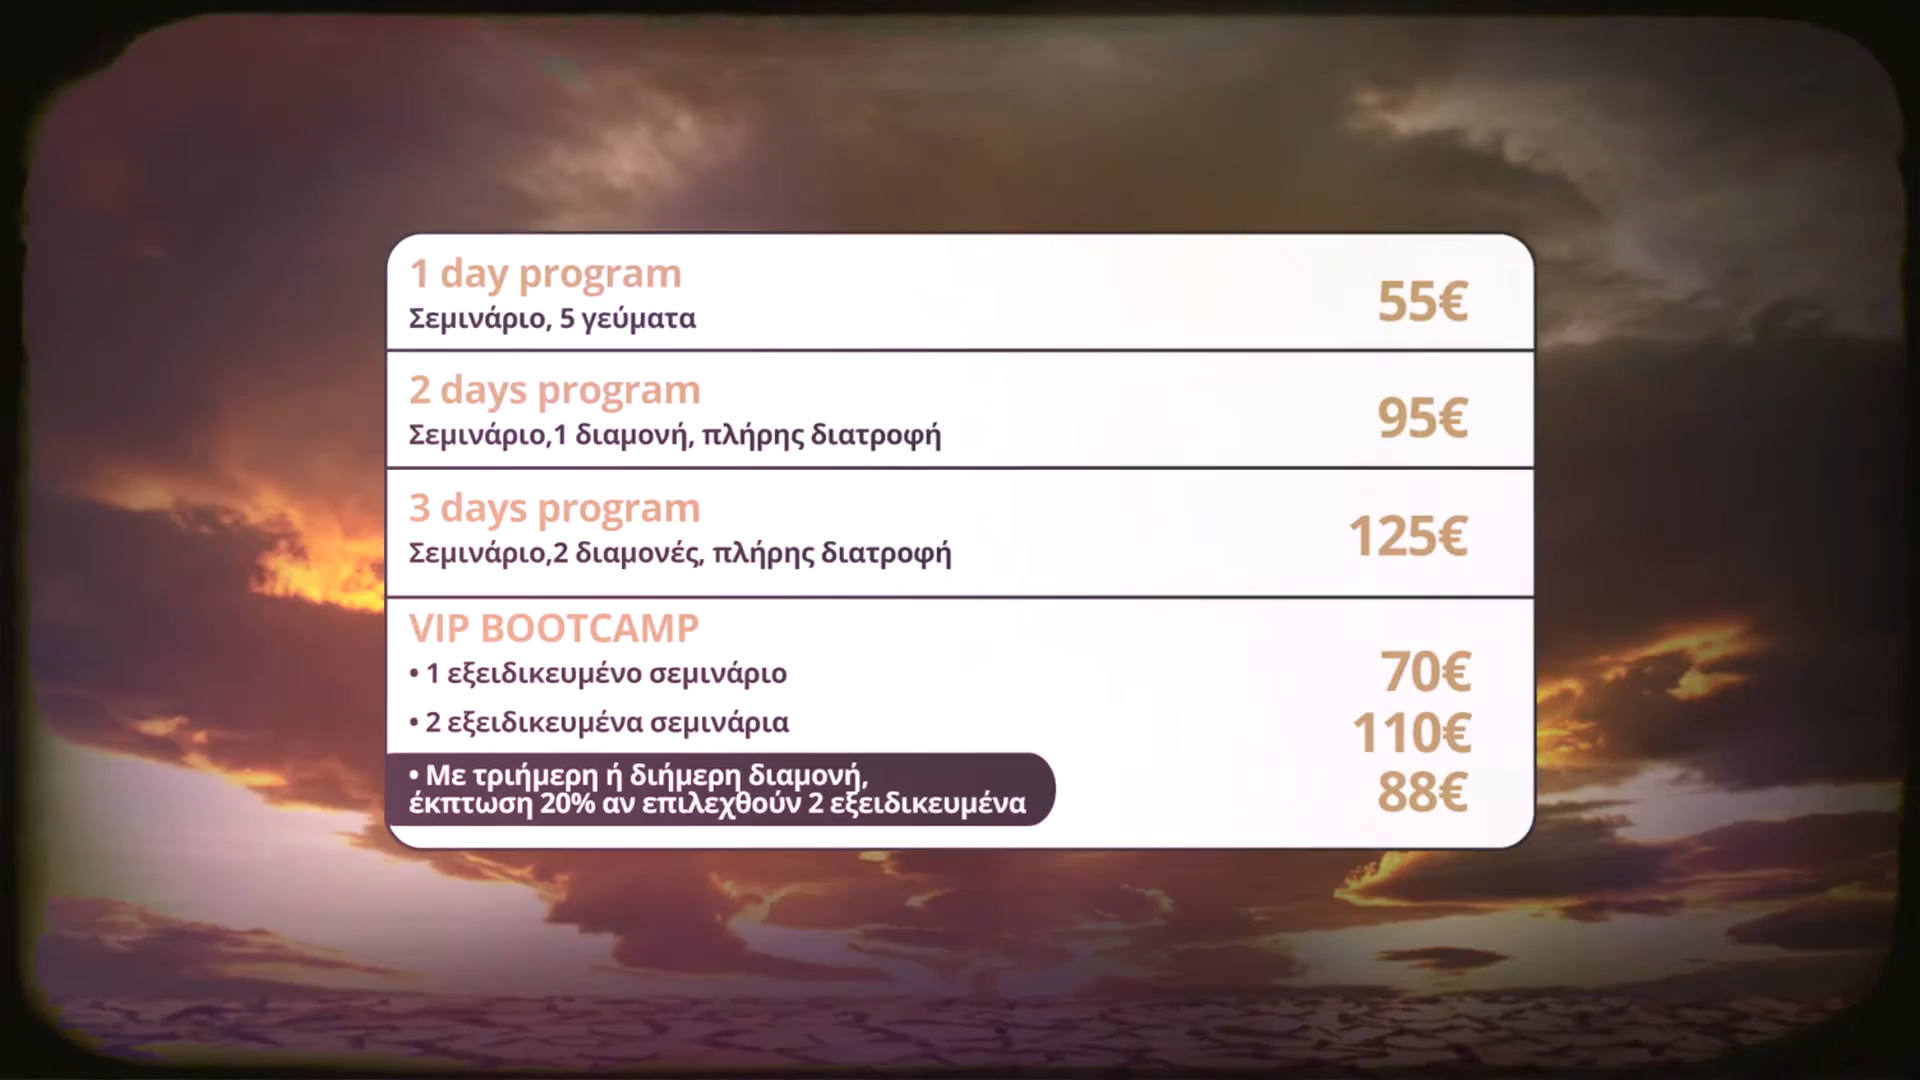 1 day program
Σεμινάριο, 5 γεύματα
55€
2 days program
Σεμινάριο,1 διαμονή, πλήρης διατροφή
95€
3 days program
Σεμινάριο,2 διαμονές, πλήρης διατροφή
125€
VIP BOOTCAMP
• 1 εξειδικευμένο σεμινάριο
70€
• 2 εξειδικευμένα σεμινάρια
110€
• Με τριήμερη ή διήμερη διαμονή,
έκπτωση 20% αν επιλεχθούν 2 εξειδικευμένα
88€